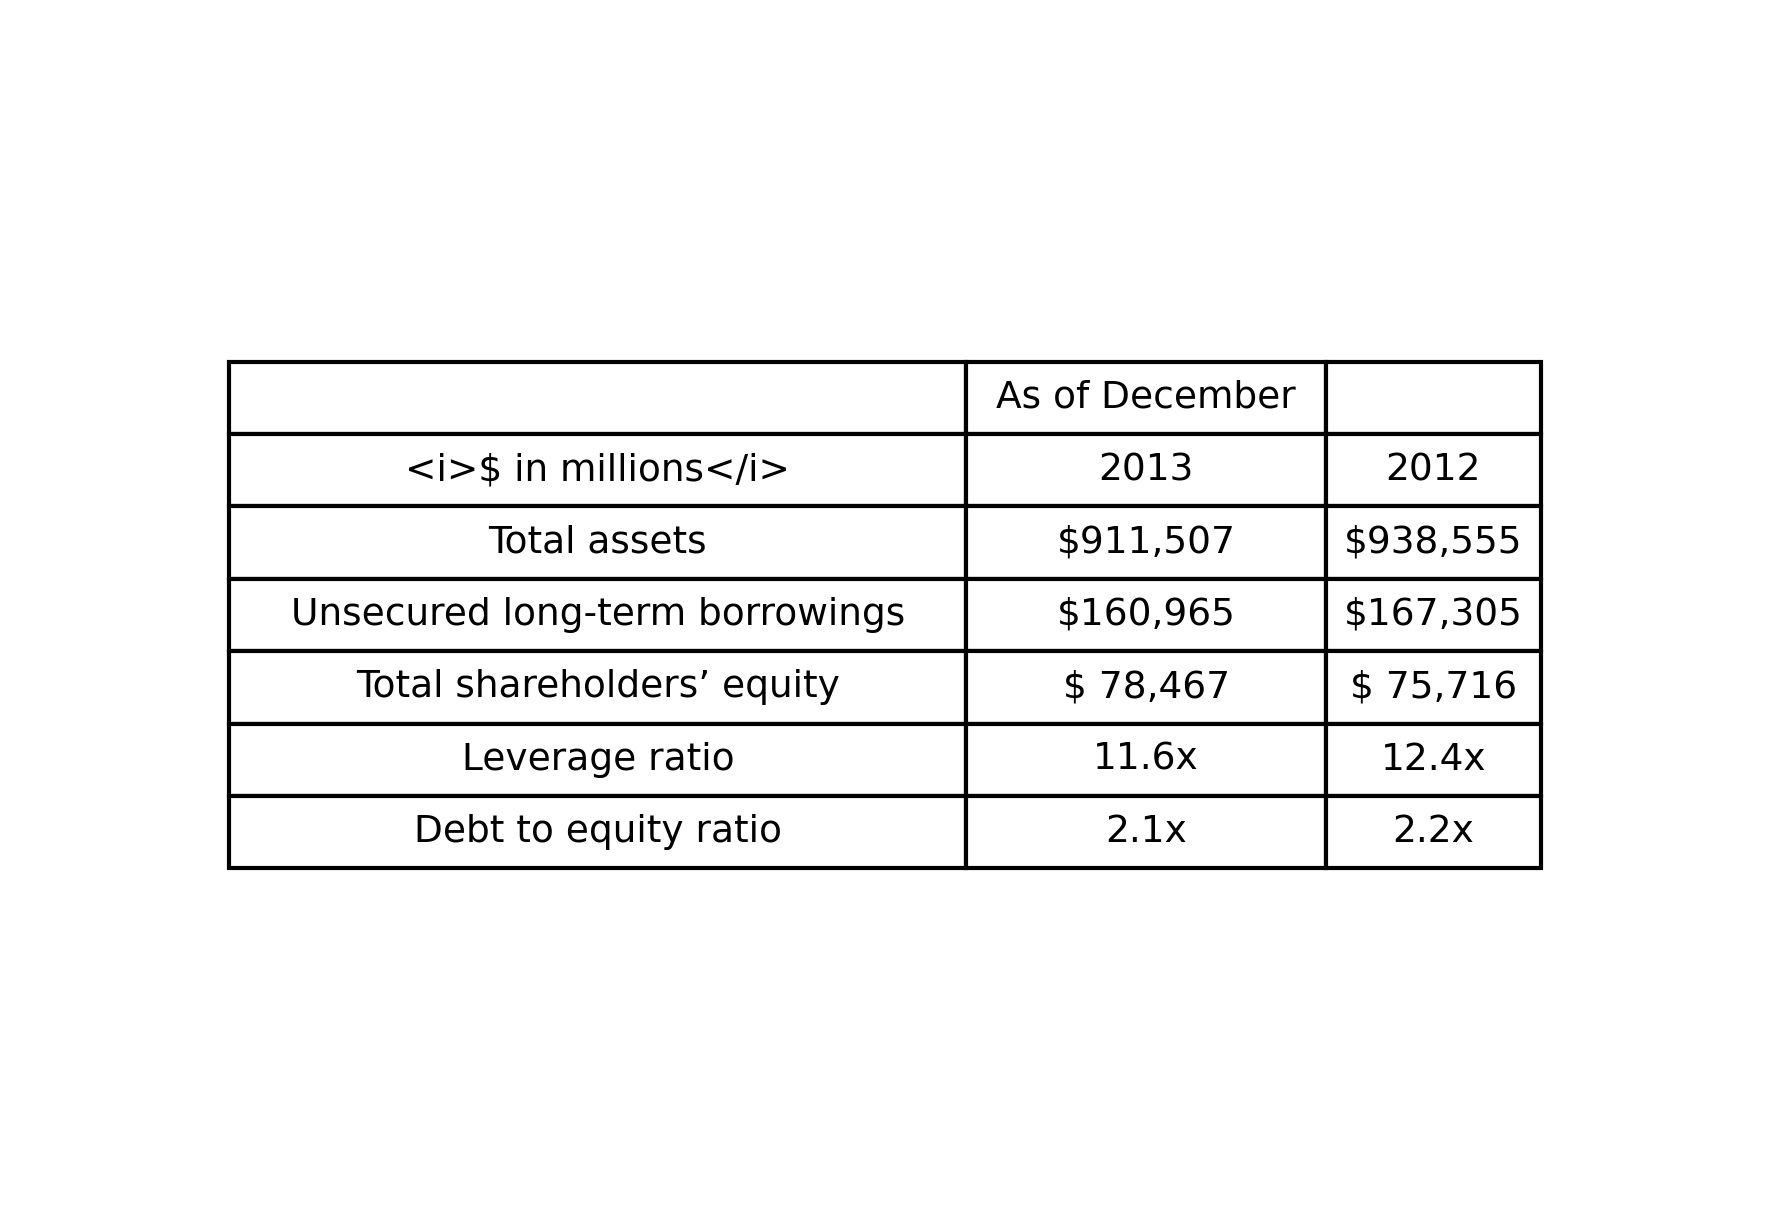 As of December
<i>$ in millions</i> 2013 2012
Total assets $911,507 $938,555
Unsecured long-term borrowings $160,965 $167,305
Total shareholders’ equity $ 78,467 $ 75,716
Leverage ratio 11.6x 12.4x
Debt to equity ratio 2.1x 2.2x